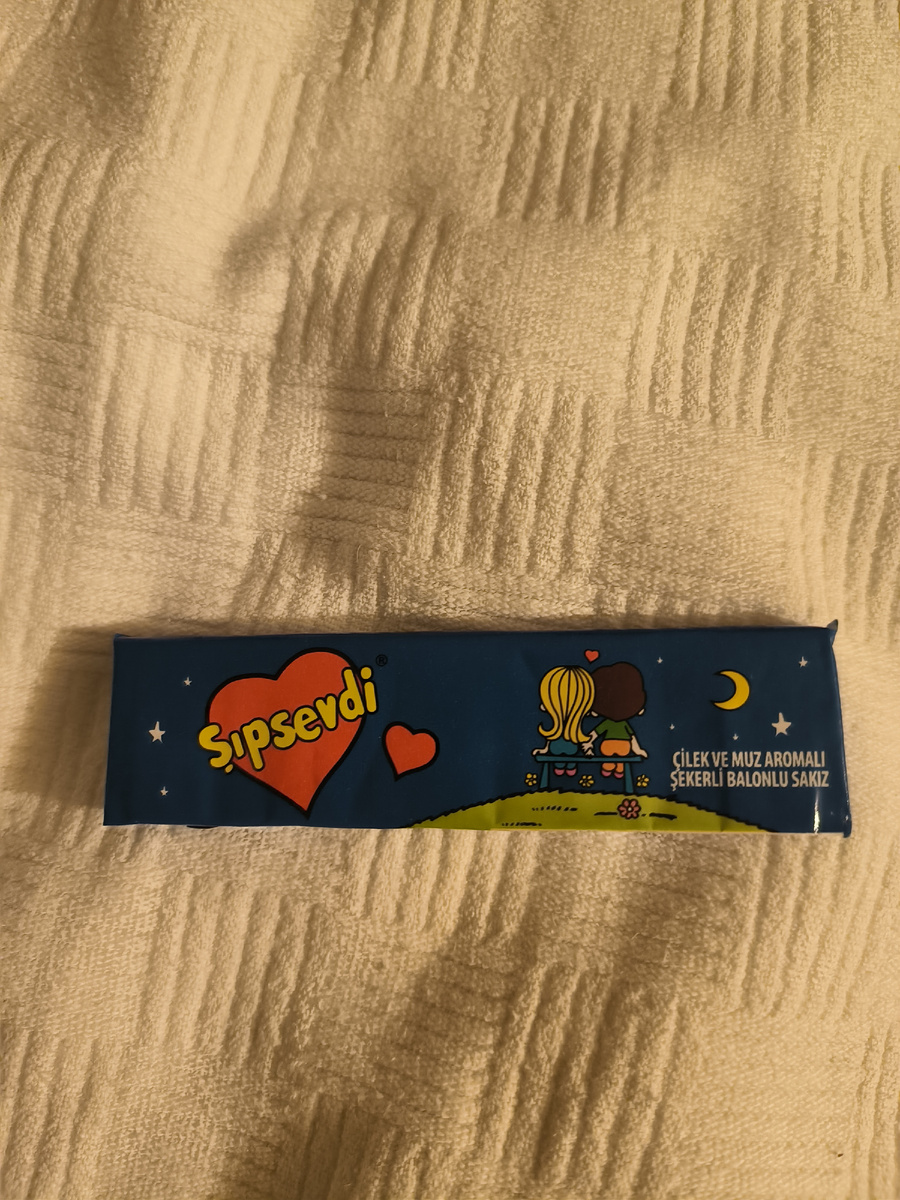 Şıpsevdi®
ÇİLEK VE MUZ AROMALI
ŞEKERLİ BALONLU SAKIZ